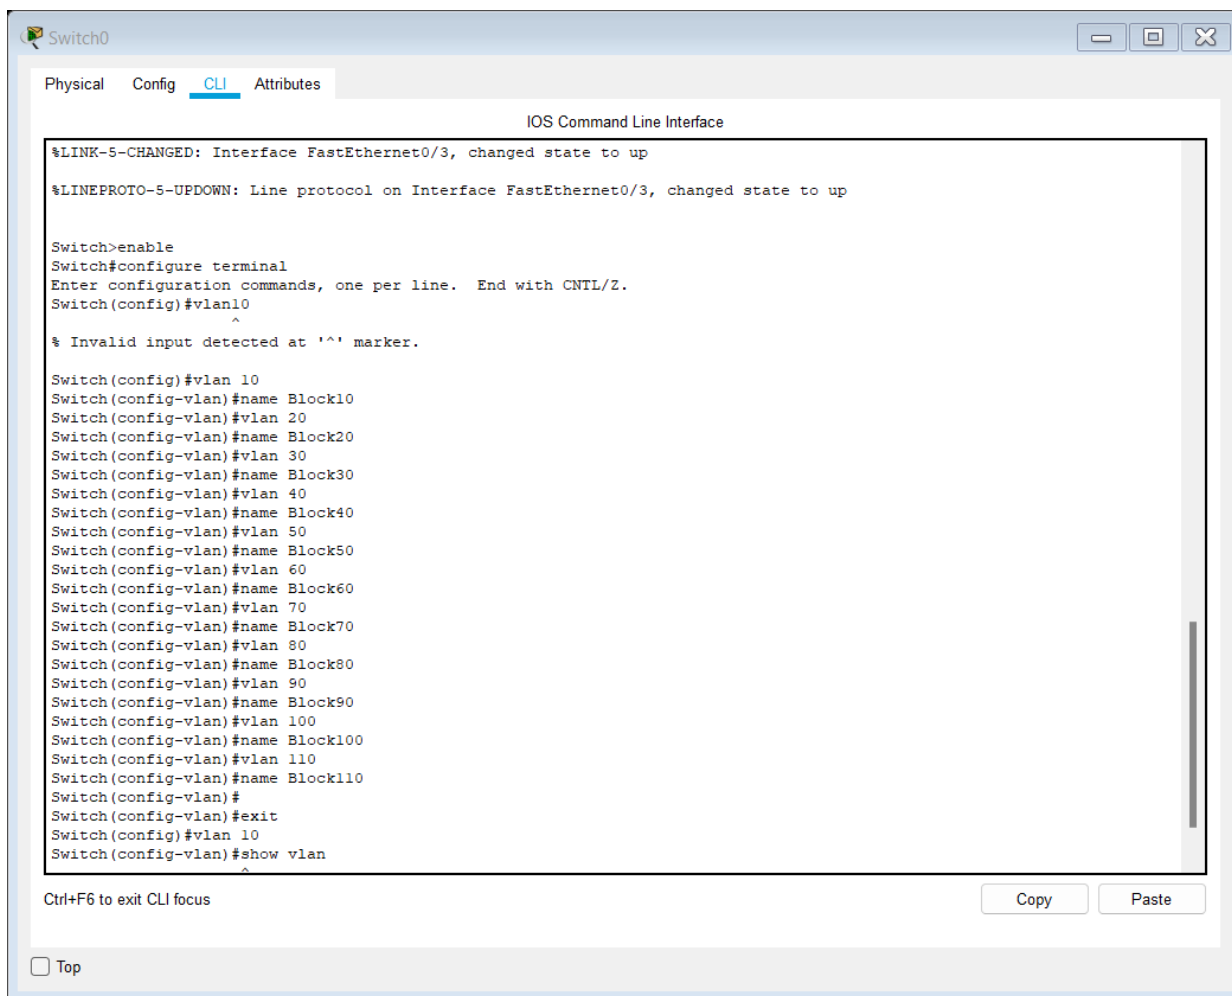 Switch0
Physical Config CLI Attributes
IOS Command Line Interface
%LINK-5-CHANGED: Interface FastEthernet0/3, changed state to up
%LINEPROTO-5-UPDOWN: Line protocol on Interface FastEthernet0/3, changed state to up
Switch>enable
Switch#configure terminal
Enter configuration commands, one per line.  End with CNTL/Z.
Switch(config)#vlan10
^
% Invalid input detected at '^' marker.
Switch(config)#vlan 10
Switch(config-vlan)#name Block10
Switch(config-vlan)#vlan 20
Switch(config-vlan)#name Block20
Switch(config-vlan)#vlan 30
Switch(config-vlan)#name Block30
Switch(config-vlan)#vlan 40
Switch(config-vlan)#name Block40
Switch(config-vlan)#vlan 50
Switch(config-vlan)#name Block50
Switch(config-vlan)#vlan 60
Switch(config-vlan)#name Block60
Switch(config-vlan)#vlan 70
Switch(config-vlan)#name Block70
Switch(config-vlan)#vlan 80
Switch(config-vlan)#name Block80
Switch(config-vlan)#vlan 90
Switch(config-vlan)#name Block90
Switch(config-vlan)#vlan 100
Switch(config-vlan)#name Block100
Switch(config-vlan)#vlan 110
Switch(config-vlan)#name Block110
Switch(config-vlan)#
Switch(config-vlan)#exit
Switch(config)#vlan 10
Switch(config-vlan)#show vlan
^
Ctrl+F6 to exit CLI focus
Copy Paste
Top